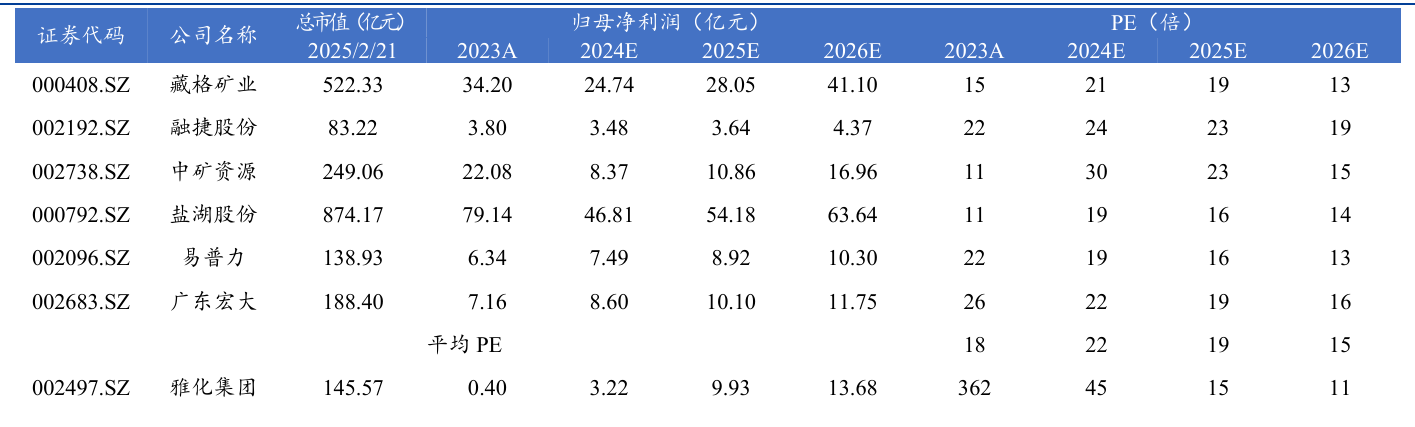 证券代码 公司名称 总市值（亿元） 归母净利润（亿元） PE（倍）
2025/2/21 2023A 2024E 2025E 2026E 2023A 2024E 2025E 2026E
000408.SZ 藏格矿业 522.33 34.20 24.74 28.05 41.10 15 21 19 13
002192.SZ 融捷股份 83.22 3.80 3.48 3.64 4.37 22 24 23 19
002738.SZ 中矿资源 249.06 22.08 8.37 10.86 16.96 11 30 23 15
000792.SZ 盐湖股份 874.17 79.14 46.81 54.18 63.64 11 19 16 14
002096.SZ 易普力 138.93 6.34 7.49 8.92 10.30 22 19 16 13
002683.SZ 广东宏大 188.40 7.16 8.60 10.10 11.75 26 22 19 16
平均 PE 18 22 19 15
002497.SZ 雅化集团 145.57 0.40 3.22 9.93 13.68 362 45 15 11